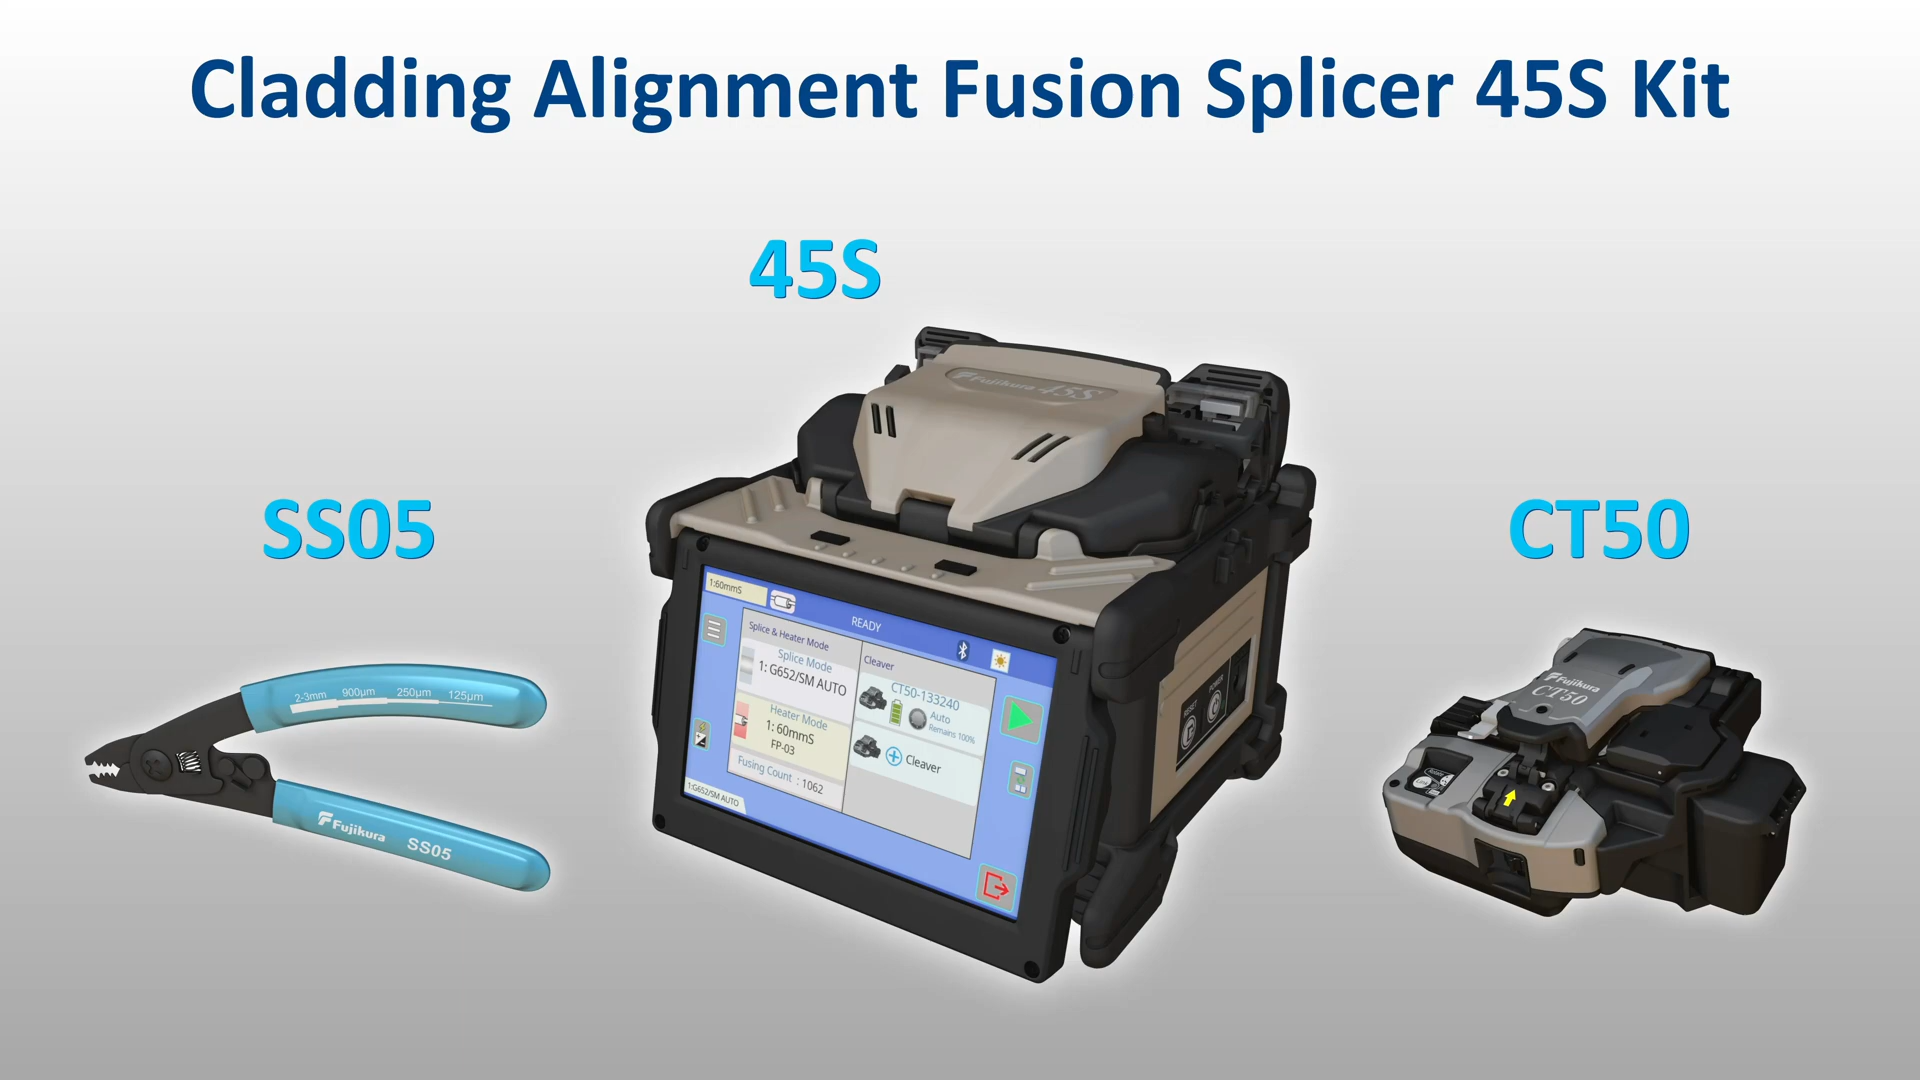 Cladding Alignment Fusion Splicer 45S Kit
45S
SS05
CT50
Fujikura 45S
2-3mm 900µm 250µm 125µm
Fujikura SS05
1:60mmS
READY
Splice & Heater Mode
Splice Mode
1: G652/SM AUTO
Heater Mode
1: 60mmS
FP-03
Fusing Count : 1062
1:G652/SM AUTO
Cleaver
CT50-133240
Auto
Remains 100%
Cleaver
RESET
POWER
Fujikura
CT50